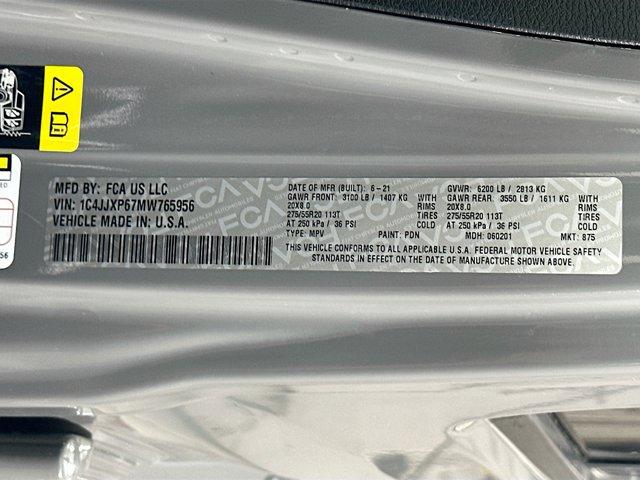 MFD BY: FCA US LLC
VIN: 1C4JJXP67MW765956
VEHICLE MADE IN: U.S.A.
DATE OF MFR (BUILT): 6-21 GVWR: 6200 LB / 2813 KG
GAWR FRONT: 3100 LB / 1407 KG WITH GAWR REAR: 3550 LB / 1611 KG WITH
20X8.0 RIMS 20X8.0 RIMS
275/55R20 113T TIRES 275/55R20 113T TIRES
AT 250 kPa / 36 PSI COLD AT 250 kPa / 36 PSI COLD
TYPE: MPV PAINT: PDN MDH: 060201 MKT: 875
THIS VEHICLE CONFORMS TO ALL APPLICABLE U.S.A. FEDERAL MOTOR VEHICLE SAFETY
STANDARDS IN EFFECT ON THE DATE OF MANUFACTURE SHOWN ABOVE.
56